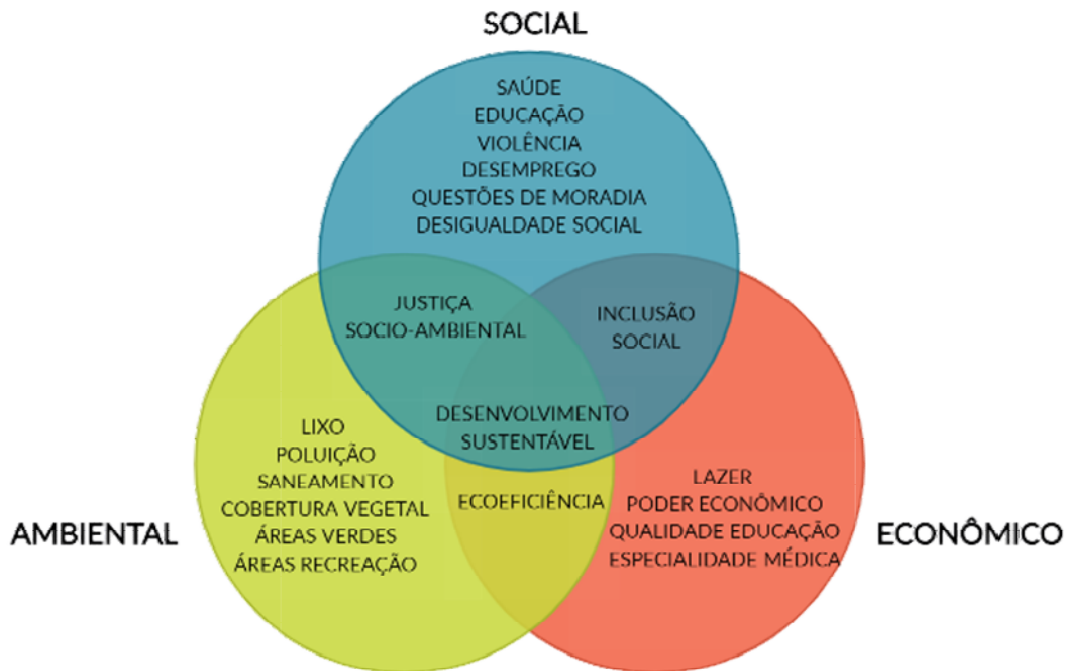 SOCIAL
SAÚDE
EDUCAÇÃO
VIOLÊNCIA
DESEMPREGO
QUESTÕES DE MORADIA
DESIGUALDADE SOCIAL
JUSTIÇA
SOCIO-AMBIENTAL
INCLUSÃO
SOCIAL
DESENVOLVIMENTO
SUSTENTÁVEL
ECOEFICIÊNCIA
LIXO
POLUIÇÃO
SANEAMENTO
COBERTURA VEGETAL
ÁREAS VERDES
ÁREAS RECREAÇÃO
LAZER
PODER ECONÔMICO
QUALIDADE EDUCAÇÃO
ESPECIALIDADE MÉDICA
AMBIENTAL
ECONÔMICO